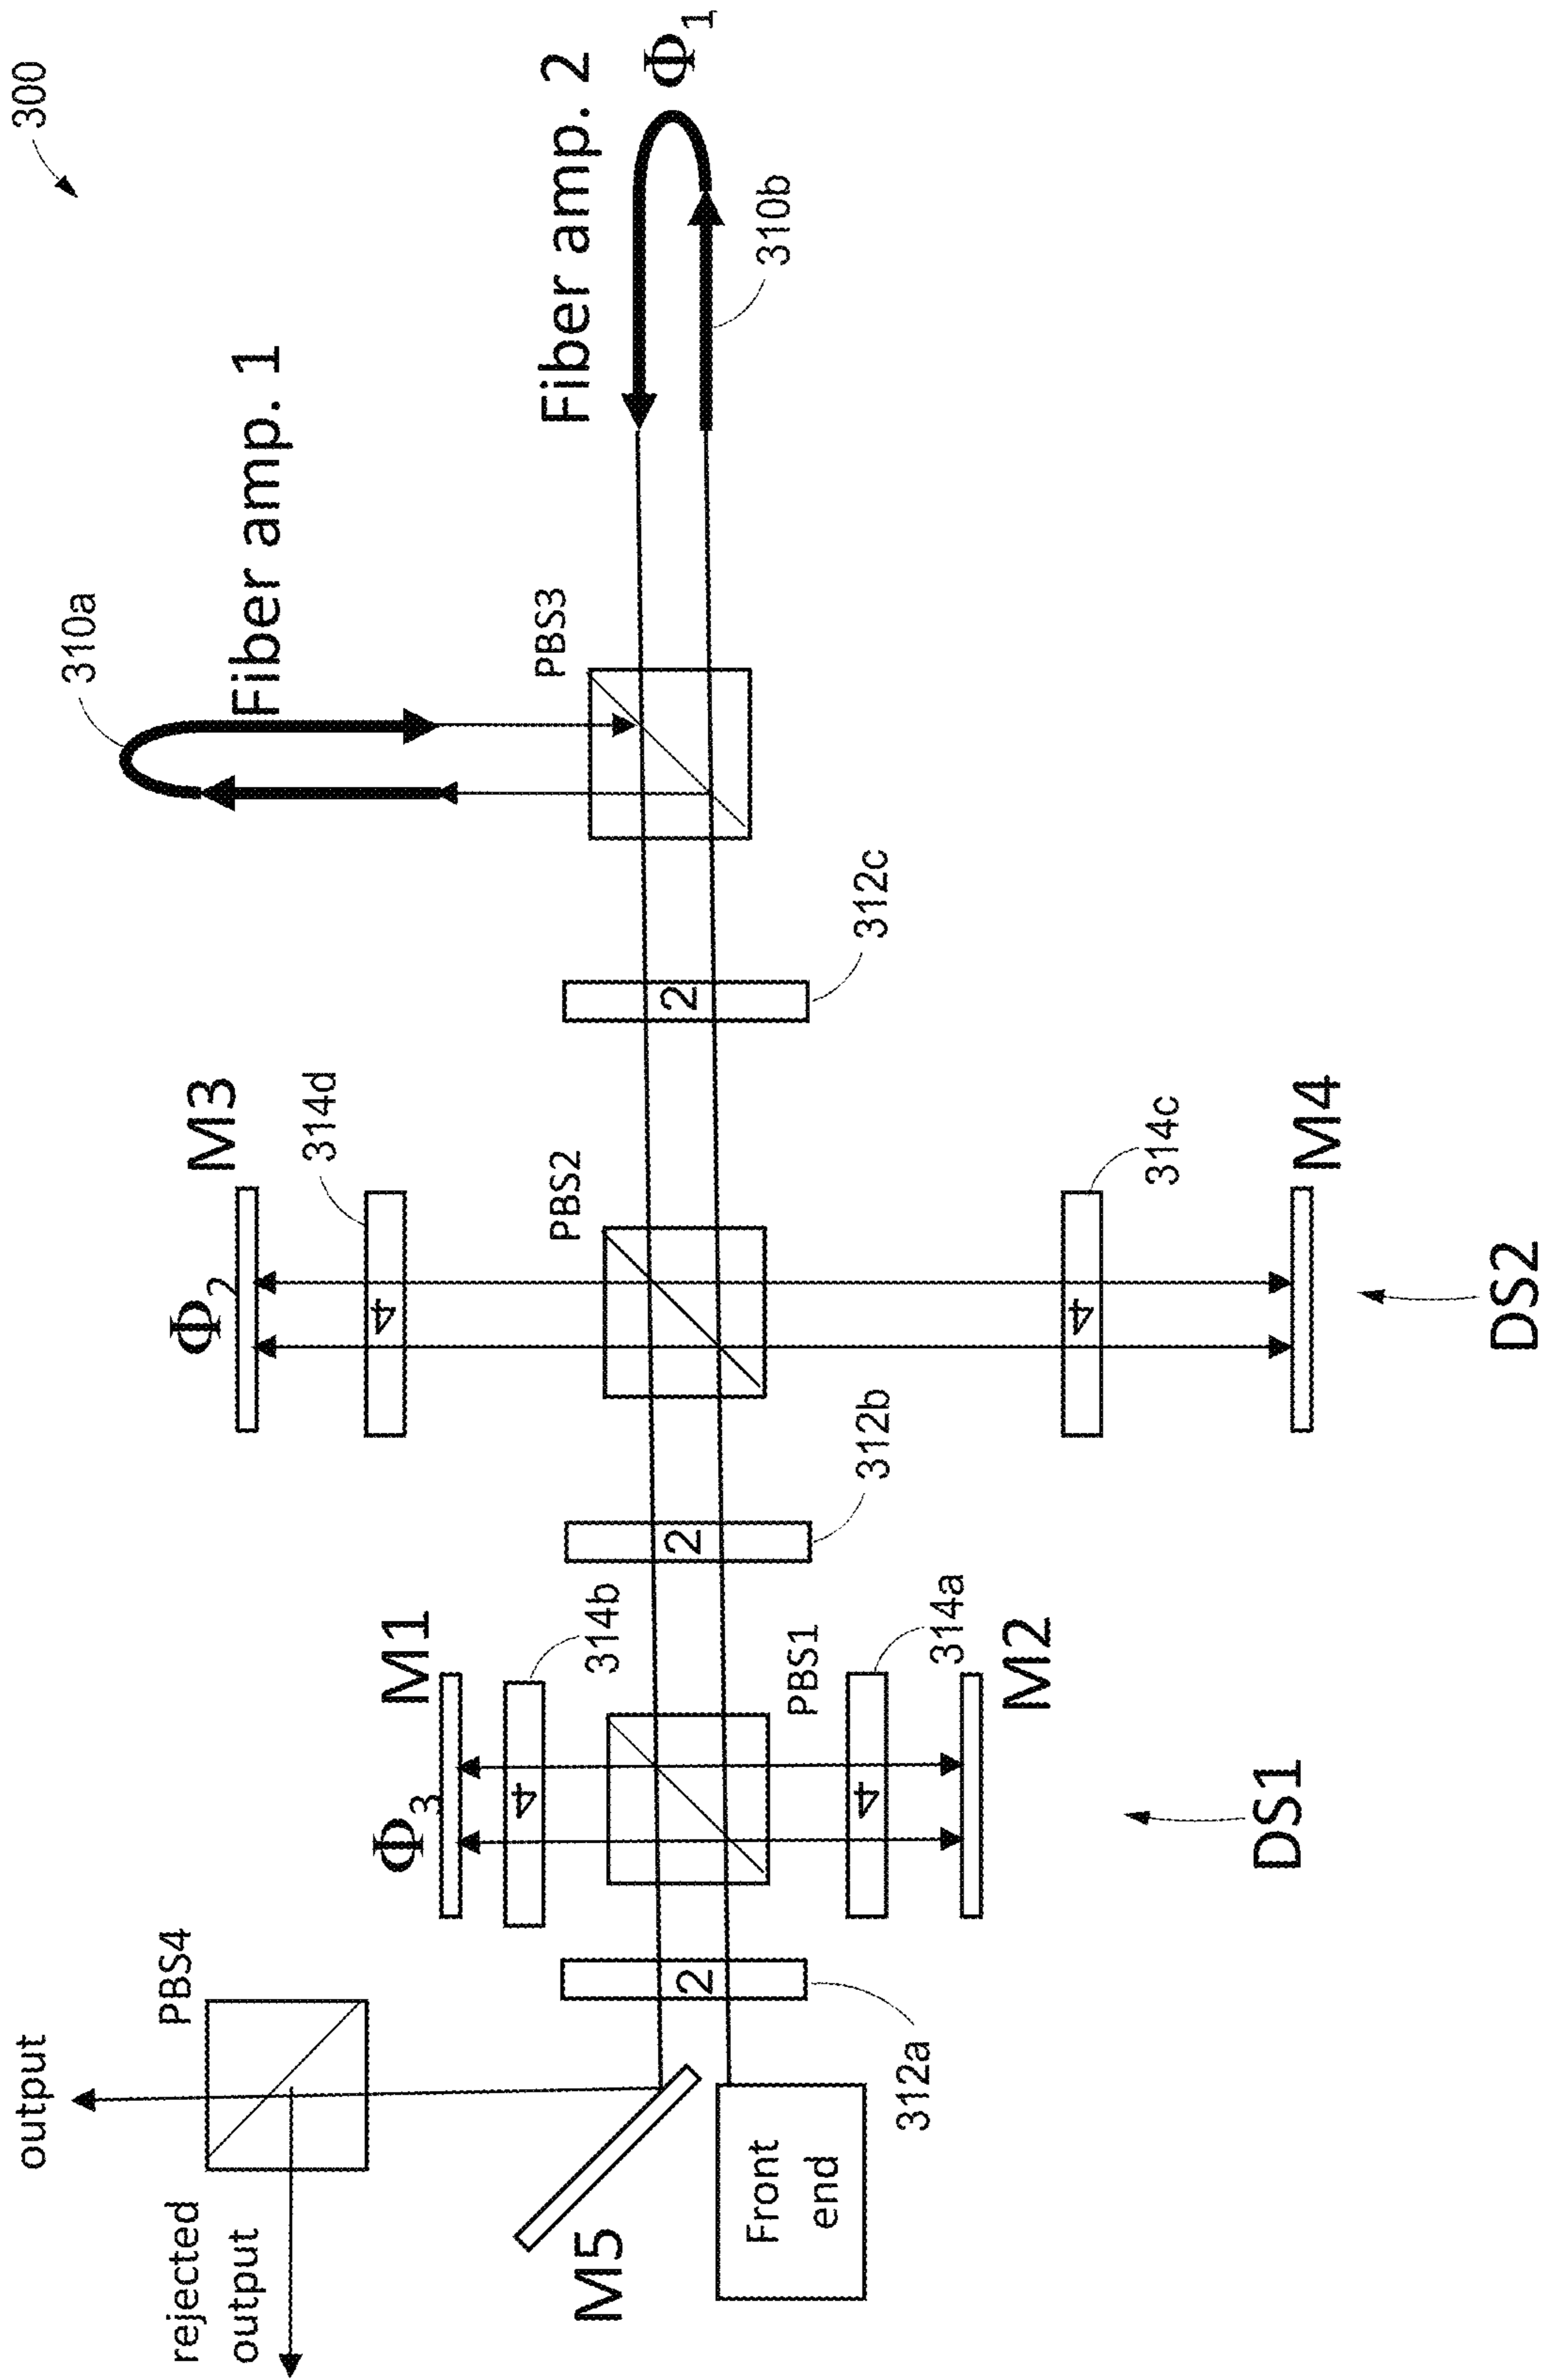 300
Fiber amp. 1
310a
Fiber amp. 2
Φ1
310b
PBS3
2
312c
M3
314d
Φ2
4
PBS2
4
314c
M4
DS2
2
312b
M1
314b
Φ3
4
PBS1
4
314a
M2
DS1
PBS4
output
rejected
output
2
312a
M5
Front
end